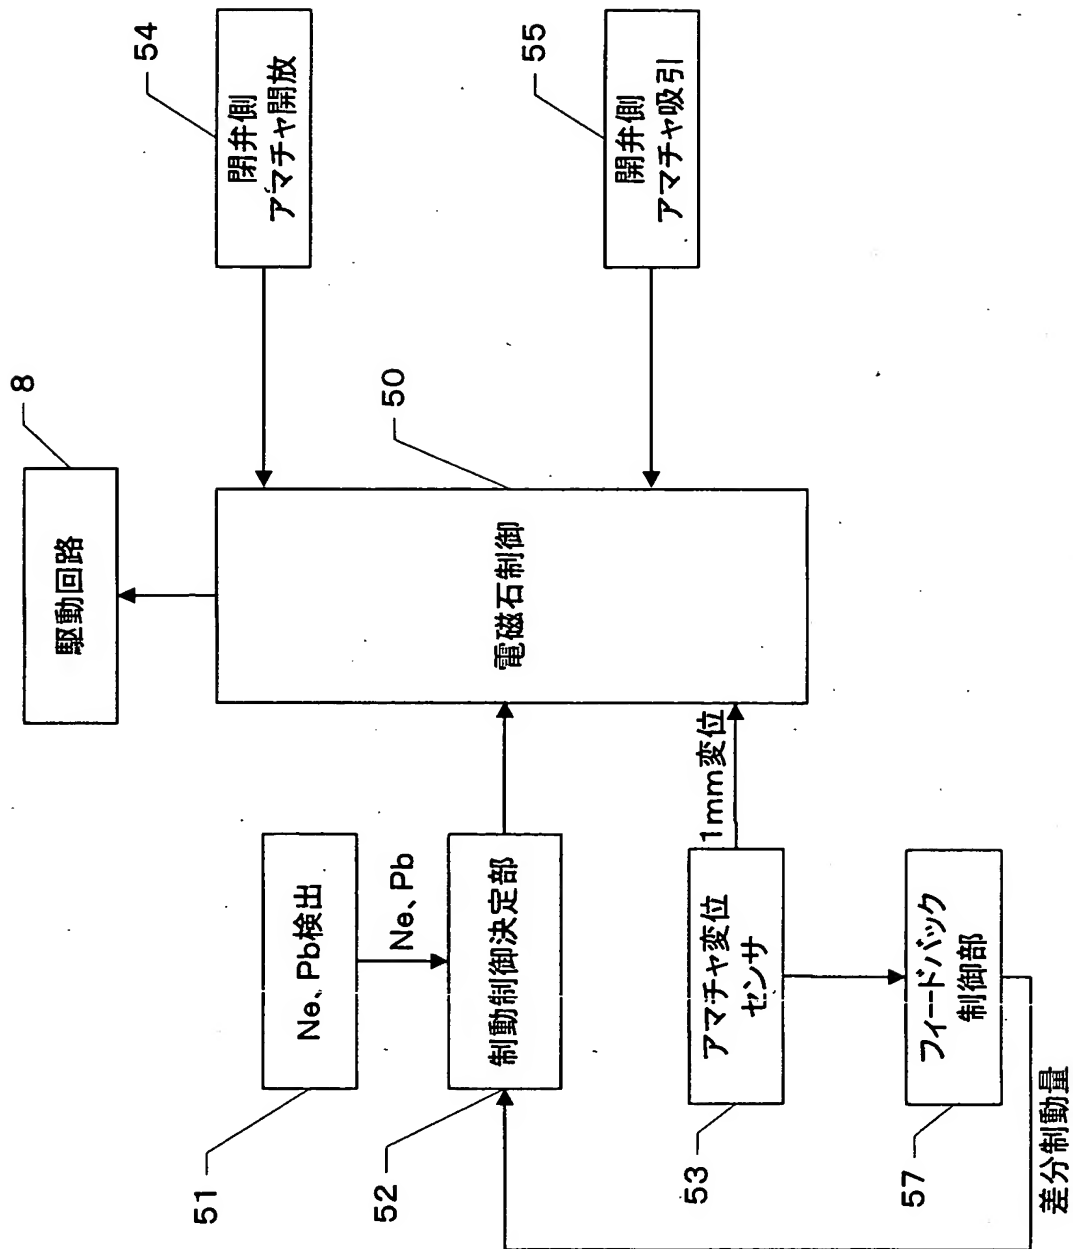 51
Ne、Pb検出
Ne、Pb
52
制動制御決定部
53
アマチャ変位
センサ
1mm変位
57
フィードバック
制御部
差分制動量
8
駆動回路
50
電磁石制御
54
閉弁側
アマチャ開放
55
開弁側
アマチャ吸引